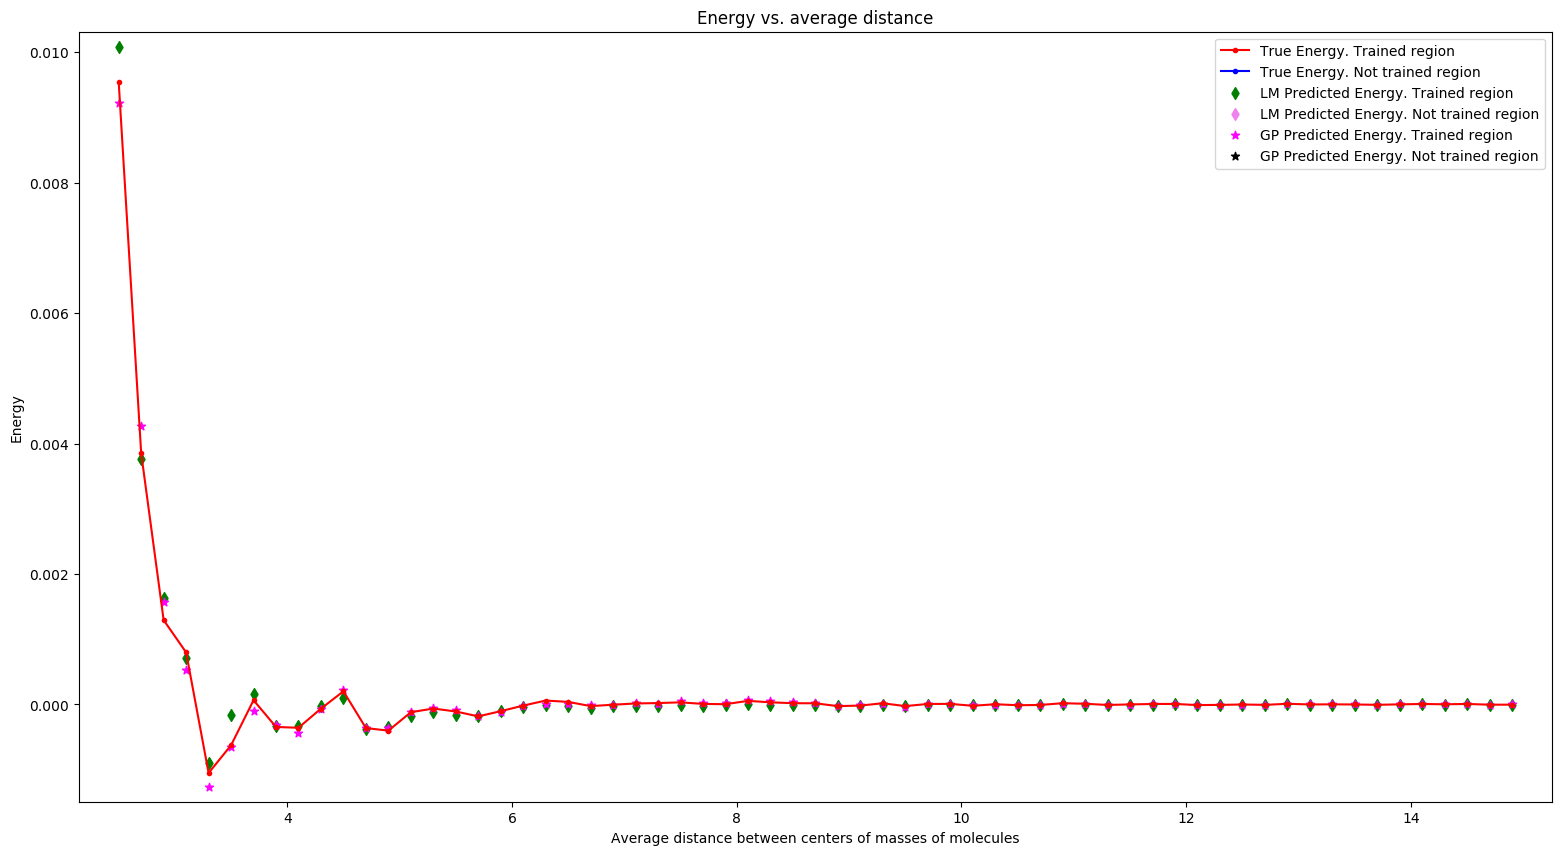 Energy vs. average distance
True Energy. Trained region
True Energy. Not trained region
LM Predicted Energy. Trained region
LM Predicted Energy. Not trained region
GP Predicted Energy. Trained region
GP Predicted Energy. Not trained region
Energy
0.010
0.008
0.006
0.004
0.002
0.000
4 6 8 10 12 14
Average distance between centers of masses of molecules